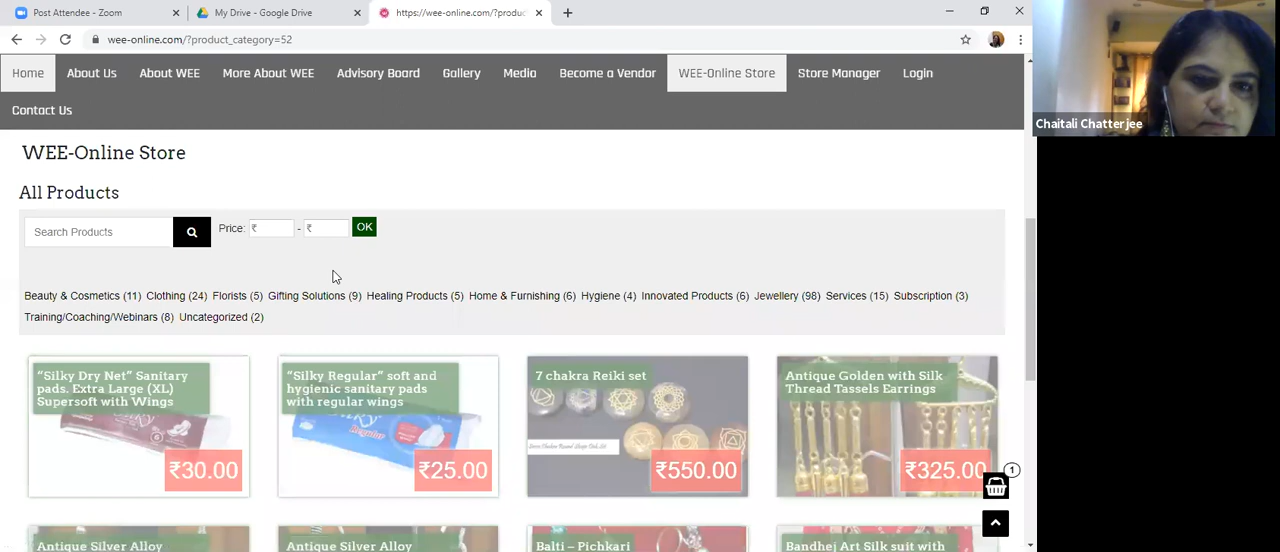 Post Attendee - Zoom
My Drive - Google Drive
https://wee-online.com/?produc
wee-online.com/?product_category=52
Home
About Us
About WEE
More About WEE
Advisory Board
Gallery
Media
Become a Vendor
WEE-Online Store
Store Manager
Login
Contact Us
Chaitali Chatterjee
WEE-Online Store
All Products
Search Products
Price: ₹ - ₹ OK
Beauty & Cosmetics (11) Clothing (24) Florists (5) Gifting Solutions (9) Healing Products (5) Home & Furnishing (6) Hygiene (4) Innovated Products (6) Jewellery (98) Services (15) Subscription (3)
Training/Coaching/Webinars (8) Uncategorized (2)
“Silky Dry Net” Sanitary
pads. Extra Large (XL)
Supersoft with Wings
₹30.00
“Silky Regular” soft and
hygienic sanitary pads
with regular wings
Regular
₹25.00
7 chakra Reiki set
₹550.00
Antique Golden with Silk
Thread Tassels Earrings
₹325.00
1
Antique Silver Alloy
Antique Silver Alloy
Balti – Pichkari
Bandhej Art Silk suit with